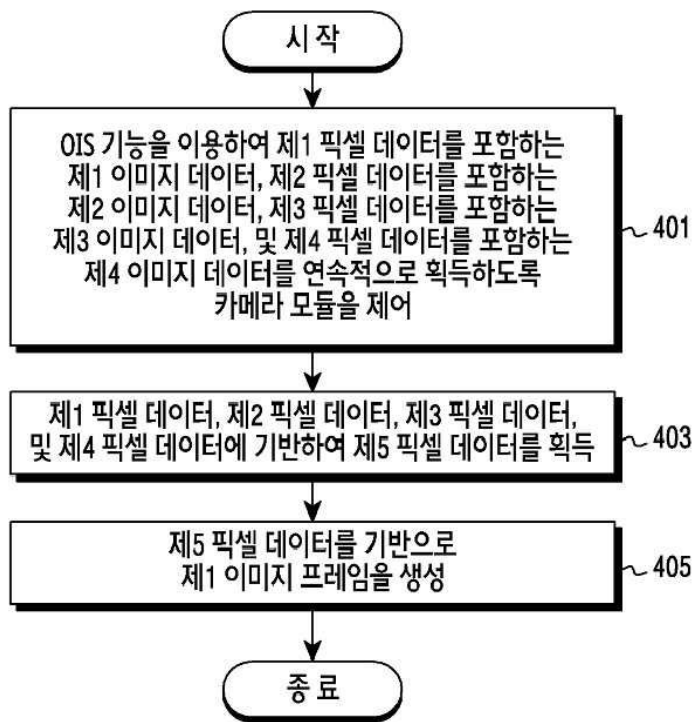 시작
OIS 기능을 이용하여 제1 픽셀 데이터를 포함하는
제1 이미지 데이터, 제2 픽셀 데이터를 포함하는
제2 이미지 데이터, 제3 픽셀 데이터를 포함하는
제3 이미지 데이터, 및 제4 픽셀 데이터를 포함하는
제4 이미지 데이터를 연속적으로 획득하도록
카메라 모듈을 제어
401
제1 픽셀 데이터, 제2 픽셀 데이터, 제3 픽셀 데이터,
및 제4 픽셀 데이터에 기반하여 제5 픽셀 데이터를 획득
403
제5 픽셀 데이터를 기반으로
제1 이미지 프레임을 생성
405
종료